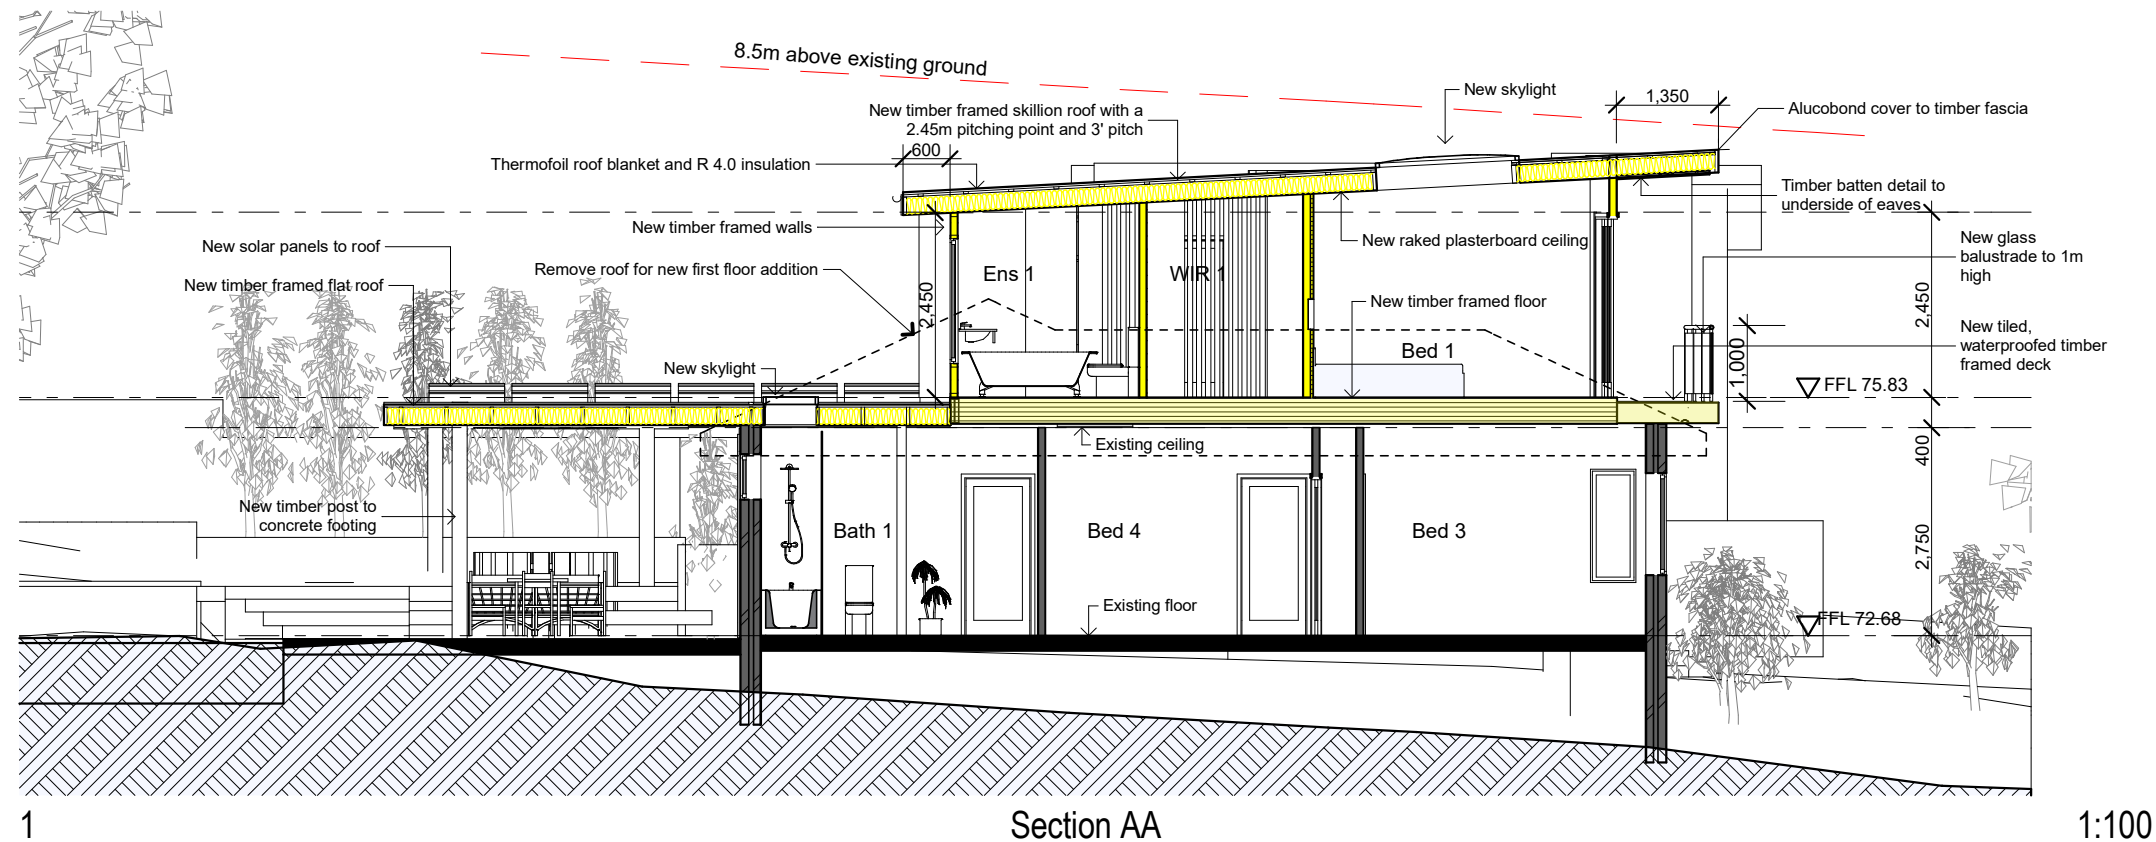 8.5m above existing ground
New skylight
1,350
Alucobond cover to timber fascia
New timber framed skillion roof with a
2.45m pitching point and 3' pitch
600
Thermofoil roof blanket and R 4.0 insulation
Timber batten detail to
underside of eaves
New timber framed walls
New raked plasterboard ceiling
New glass
balustrade to 1m
high
New solar panels to roof
Remove roof for new first floor addition
Ens 1
WIR 1
New timber framed flat roof
2,450
New timber framed floor
2,450
New tiled,
waterproofed timber
framed deck
Bed 1
New skylight
1,000
FFL 75.83
Existing ceiling
400
New timber post to
concrete footing
Bath 1
Bed 4
Bed 3
2,750
Existing floor
FFL 72.68
1
Section AA
1:100